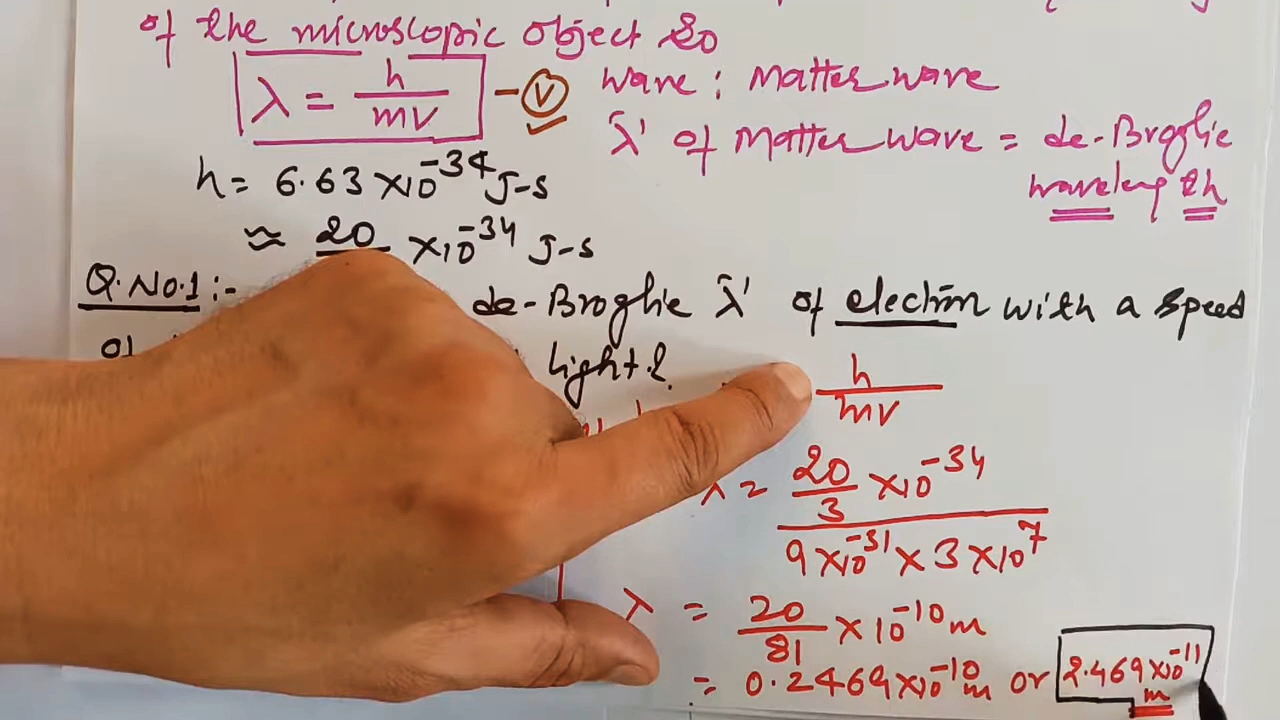 of the microscopic object so
λ = h/mv - V
wave : Matter wave
'λ' of Matter wave = de-Broglie
wavelength
h = 6.63 ×10^-34 J-s
≈ 20 ×10^-34 J-s
Q.No.1:- de-Broglie 'λ' of electron with a speed
of light.
h/mv
λ = 20/3 ×10^-34
9 ×10^-31 × 3 ×10^7
λ = 20/81 × 10^-10 m
= 0.2469 ×10^-10 m or 2.469 ×10^-11 m